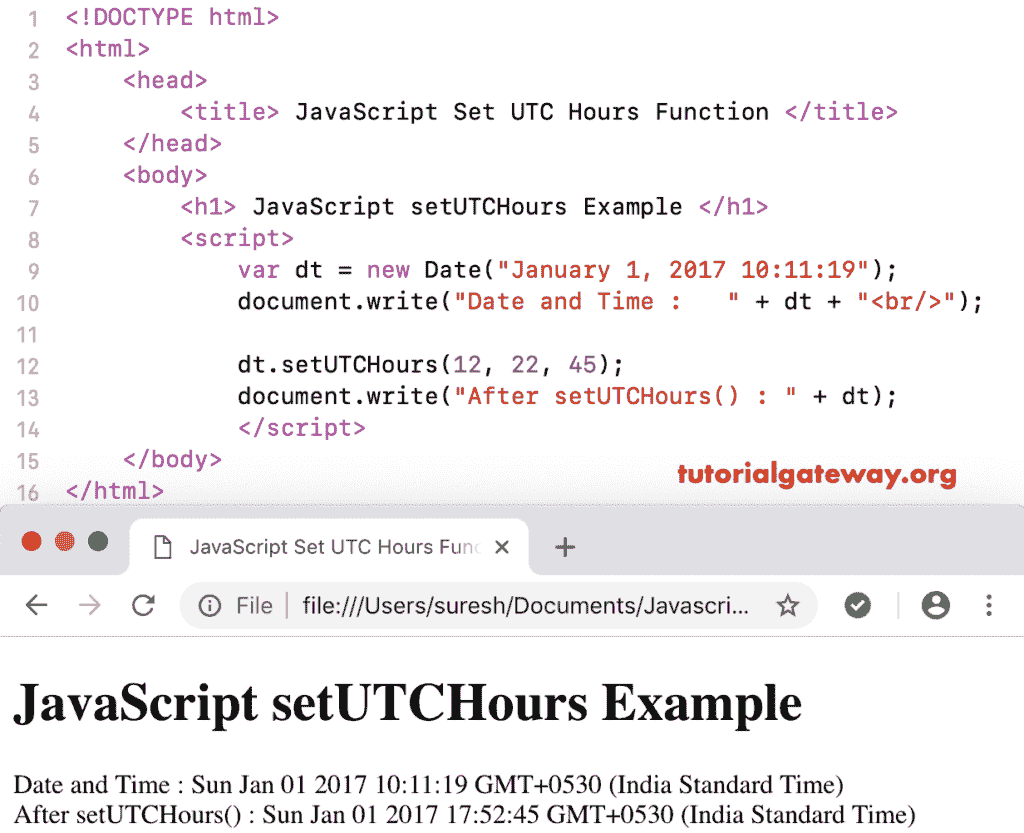 1 <!DOCTYPE html>
2 <html>
3 <head>
4 <title> JavaScript Set UTC Hours Function </title>
5 </head>
6 <body>
7 <h1> JavaScript setUTCHours Example </h1>
8 <script>
9 var dt = new Date("January 1, 2017 10:11:19");
10 document.write("Date and Time :   " + dt + "<br/>");
11
12 dt.setUTCHours(12, 22, 45);
13 document.write("After setUTCHours() : " + dt);
14 </script>
15 </body>
tutorialgateway.org
16 </html>
JavaScript Set UTC Hours Func
File file:///Users/suresh/Documents/Javascri...
JavaScript setUTCHours Example
Date and Time : Sun Jan 01 2017 10:11:19 GMT+0530 (India Standard Time)
After setUTCHours() : Sun Jan 01 2017 17:52:45 GMT+0530 (India Standard Time)